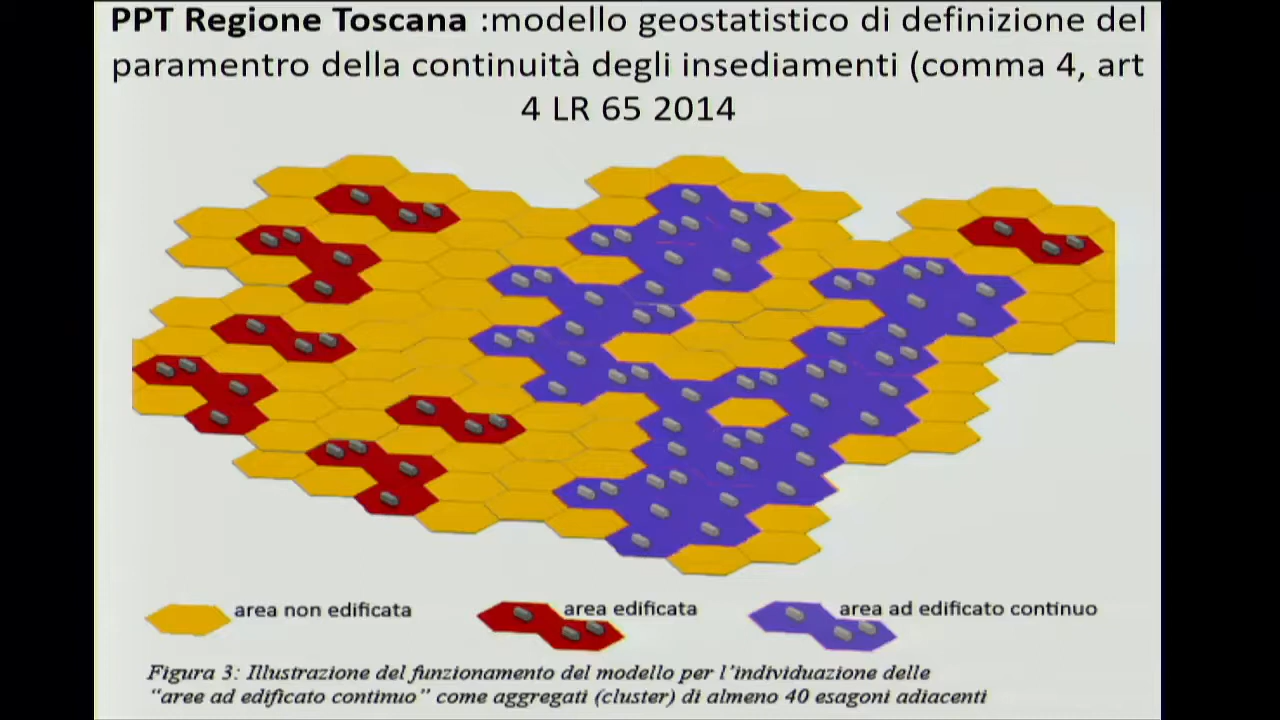 PPT Regione Toscana :modello geostatistico di definizione del
paramentro della continuità degli insediamenti (comma 4, art
4 LR 65 2014
area non edificata
area edificata
area ad edificato continuo
Figura 3: Illustrazione del funzionamento del modello per l'individuazione delle
"aree ad edificato continuo" come aggregati (cluster) di almeno 40 esagoni adiacenti